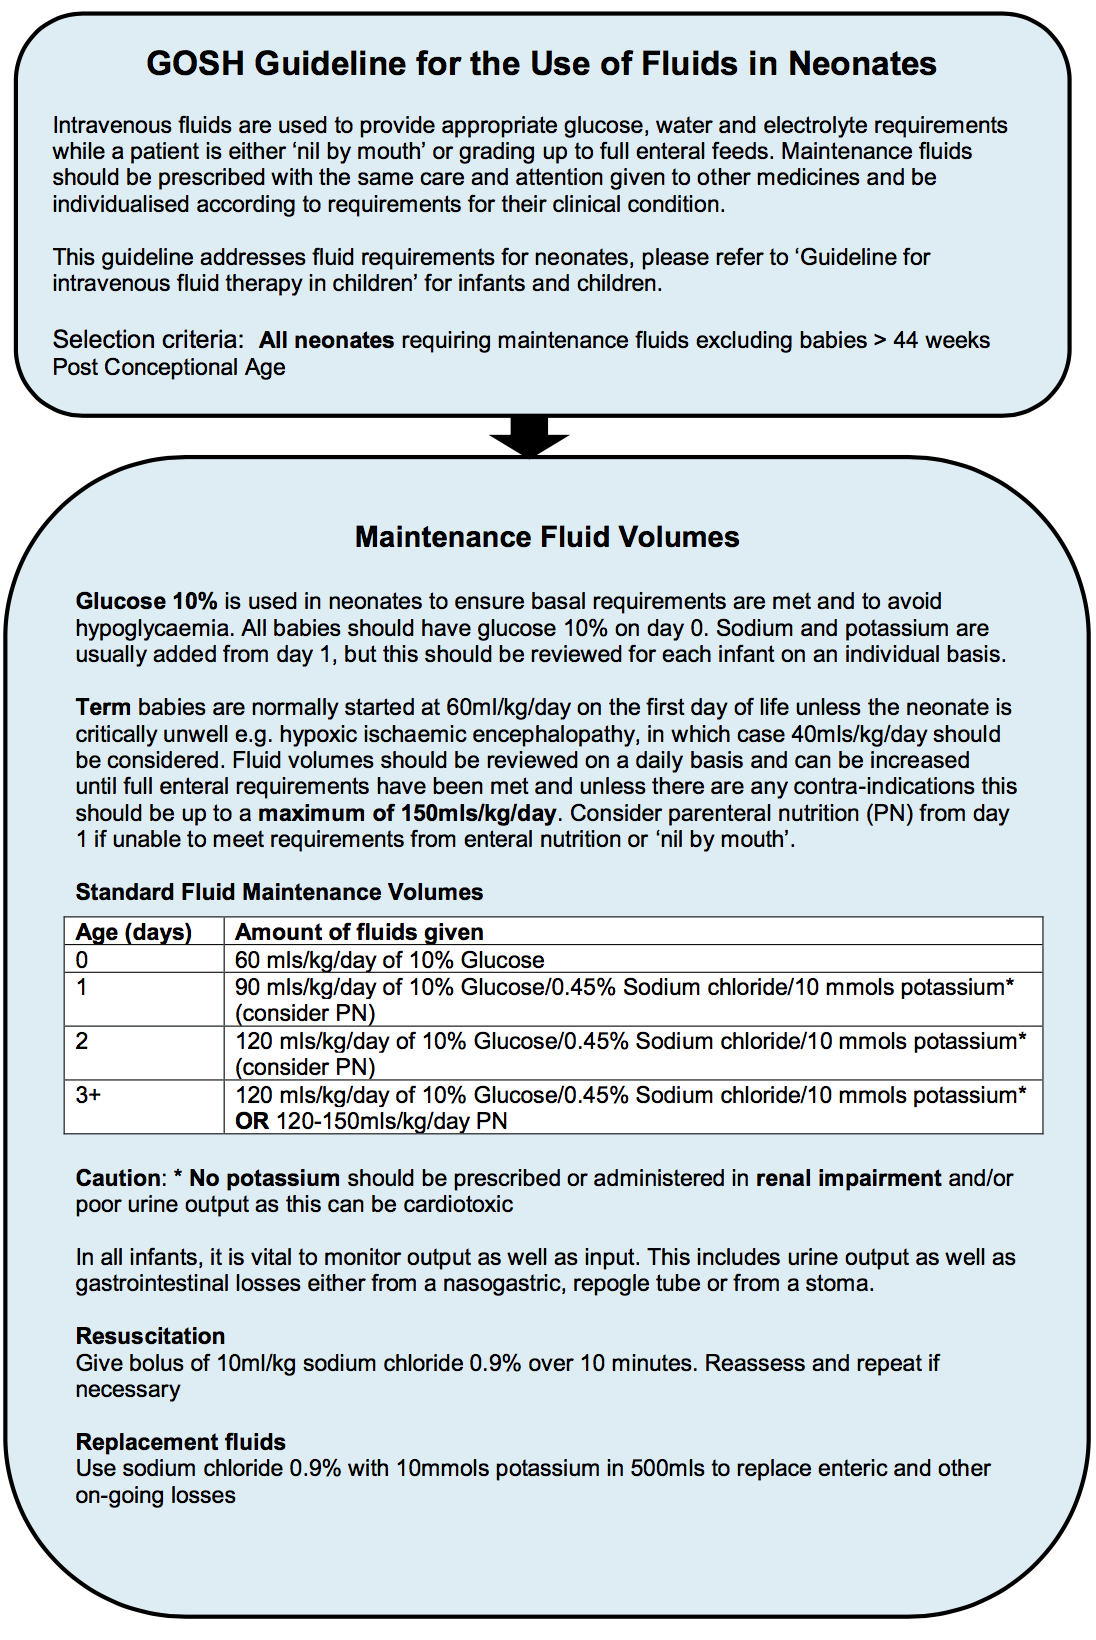 GOSH Guideline for the Use of Fluids in Neonates
Intravenous fluids are used to provide appropriate glucose, water and electrolyte requirements
while a patient is either ‘nil by mouth’ or grading up to full enteral feeds. Maintenance fluids
should be prescribed with the same care and attention given to other medicines and be
individualised according to requirements for their clinical condition.
This guideline addresses fluid requirements for neonates, please refer to ‘Guideline for
intravenous fluid therapy in children’ for infants and children.
Selection criteria: All neonates requiring maintenance fluids excluding babies > 44 weeks
Post Conceptional Age
Maintenance Fluid Volumes
Glucose 10% is used in neonates to ensure basal requirements are met and to avoid
hypoglycaemia. All babies should have glucose 10% on day 0. Sodium and potassium are
usually added from day 1, but this should be reviewed for each infant on an individual basis.
Term babies are normally started at 60ml/kg/day on the first day of life unless the neonate is
critically unwell e.g. hypoxic ischaemic encephalopathy, in which case 40mls/kg/day should
be considered. Fluid volumes should be reviewed on a daily basis and can be increased
until full enteral requirements have been met and unless there are any contra-indications this
should be up to a maximum of 150mls/kg/day. Consider parenteral nutrition (PN) from day
1 if unable to meet requirements from enteral nutrition or ‘nil by mouth’.
Standard Fluid Maintenance Volumes
Age (days) Amount of fluids given
0 60 mls/kg/day of 10% Glucose
1 90 mls/kg/day of 10% Glucose/0.45% Sodium chloride/10 mmols potassium*
(consider PN)
2 120 mls/kg/day of 10% Glucose/0.45% Sodium chloride/10 mmols potassium*
(consider PN)
3+ 120 mls/kg/day of 10% Glucose/0.45% Sodium chloride/10 mmols potassium*
OR 120-150mls/kg/day PN
Caution: * No potassium should be prescribed or administered in renal impairment and/or
poor urine output as this can be cardiotoxic
In all infants, it is vital to monitor output as well as input. This includes urine output as well as
gastrointestinal losses either from a nasogastric, repogle tube or from a stoma.
Resuscitation
Give bolus of 10ml/kg sodium chloride 0.9% over 10 minutes. Reassess and repeat if
necessary
Replacement fluids
Use sodium chloride 0.9% with 10mmols potassium in 500mls to replace enteric and other
on-going losses